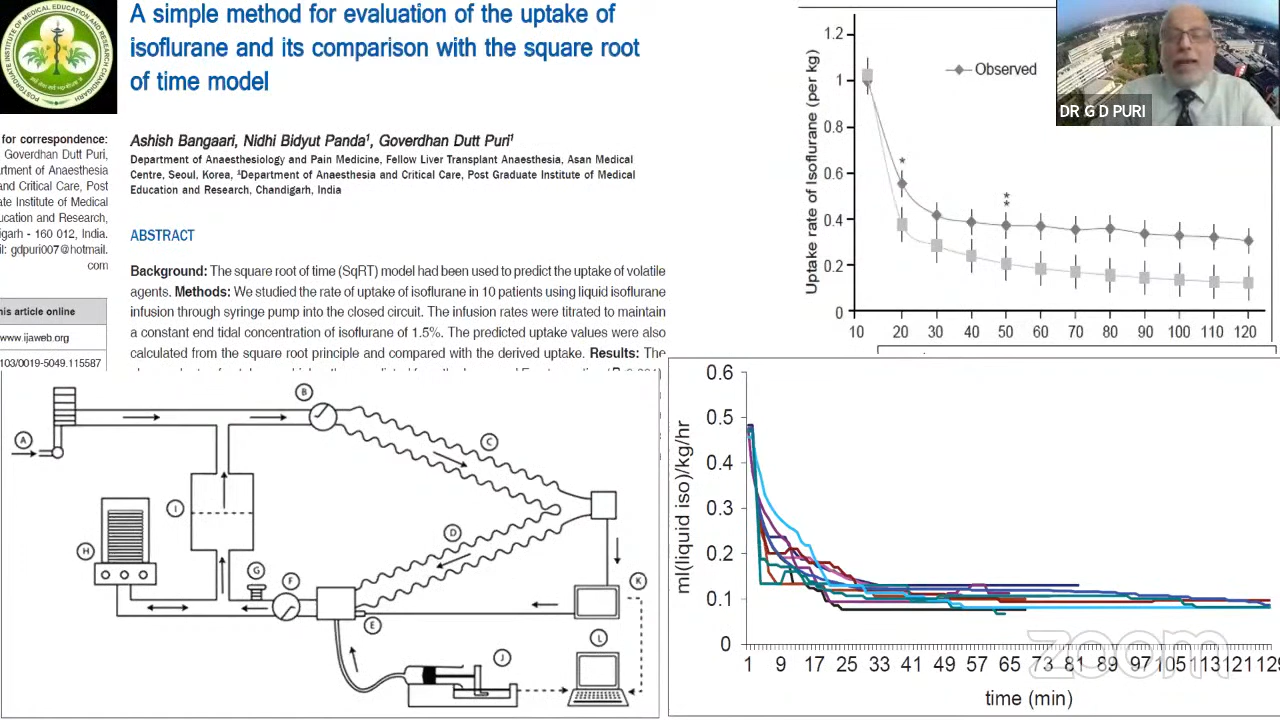 A simple method for evaluation of the uptake of
isoflurane and its comparison with the square root
of time model
Ashish Bangaari, Nidhi Bidyut Panda¹, Goverdhan Dutt Puri¹
Department of Anaesthesiology and Pain Medicine, Fellow Liver Transplant Anaesthesia, Asan Medical
Centre, Seoul, Korea, ¹Department of Anaesthesia and Critical Care, Post Graduate Institute of Medical
Education and Research, Chandigarh, India
for correspondence:
Goverdhan Dutt Puri,
rtment of Anaesthesia
and Critical Care, Post
ate Institute of Medical
ucation and Research,
igarh - 160 012, India.
il: gdpuri007@hotmail.
com
his article online
www.ijaweb.org
103/0019-5049.115587
ABSTRACT
Background: The square root of time (SqRT) model had been used to predict the uptake of volatile
agents. Methods: We studied the rate of uptake of isoflurane in 10 patients using liquid isoflurane
infusion through syringe pump into the closed circuit. The infusion rates were titrated to maintain
a constant end tidal concentration of isoflurane of 1.5%. The predicted uptake values were also
calculated from the square root principle and compared with the derived uptake. Results: The
A
B
C
D
E
F
G
H
I
J
K
L
Uptake rate of Isoflurane (per kg)
1.2
1
0.8
0.6
0.4
0.2
0
10 20 30 40 50 60 70 80 90 100 110 120
Observed
*
*
*
DR G D PURI
ml(liquid iso)/kg/hr
0.6
0.5
0.4
0.3
0.2
0.1
0
1 9 17 25 33 41 49 57 65 73 81 89 97 105 113 121 129
time (min)
zoom